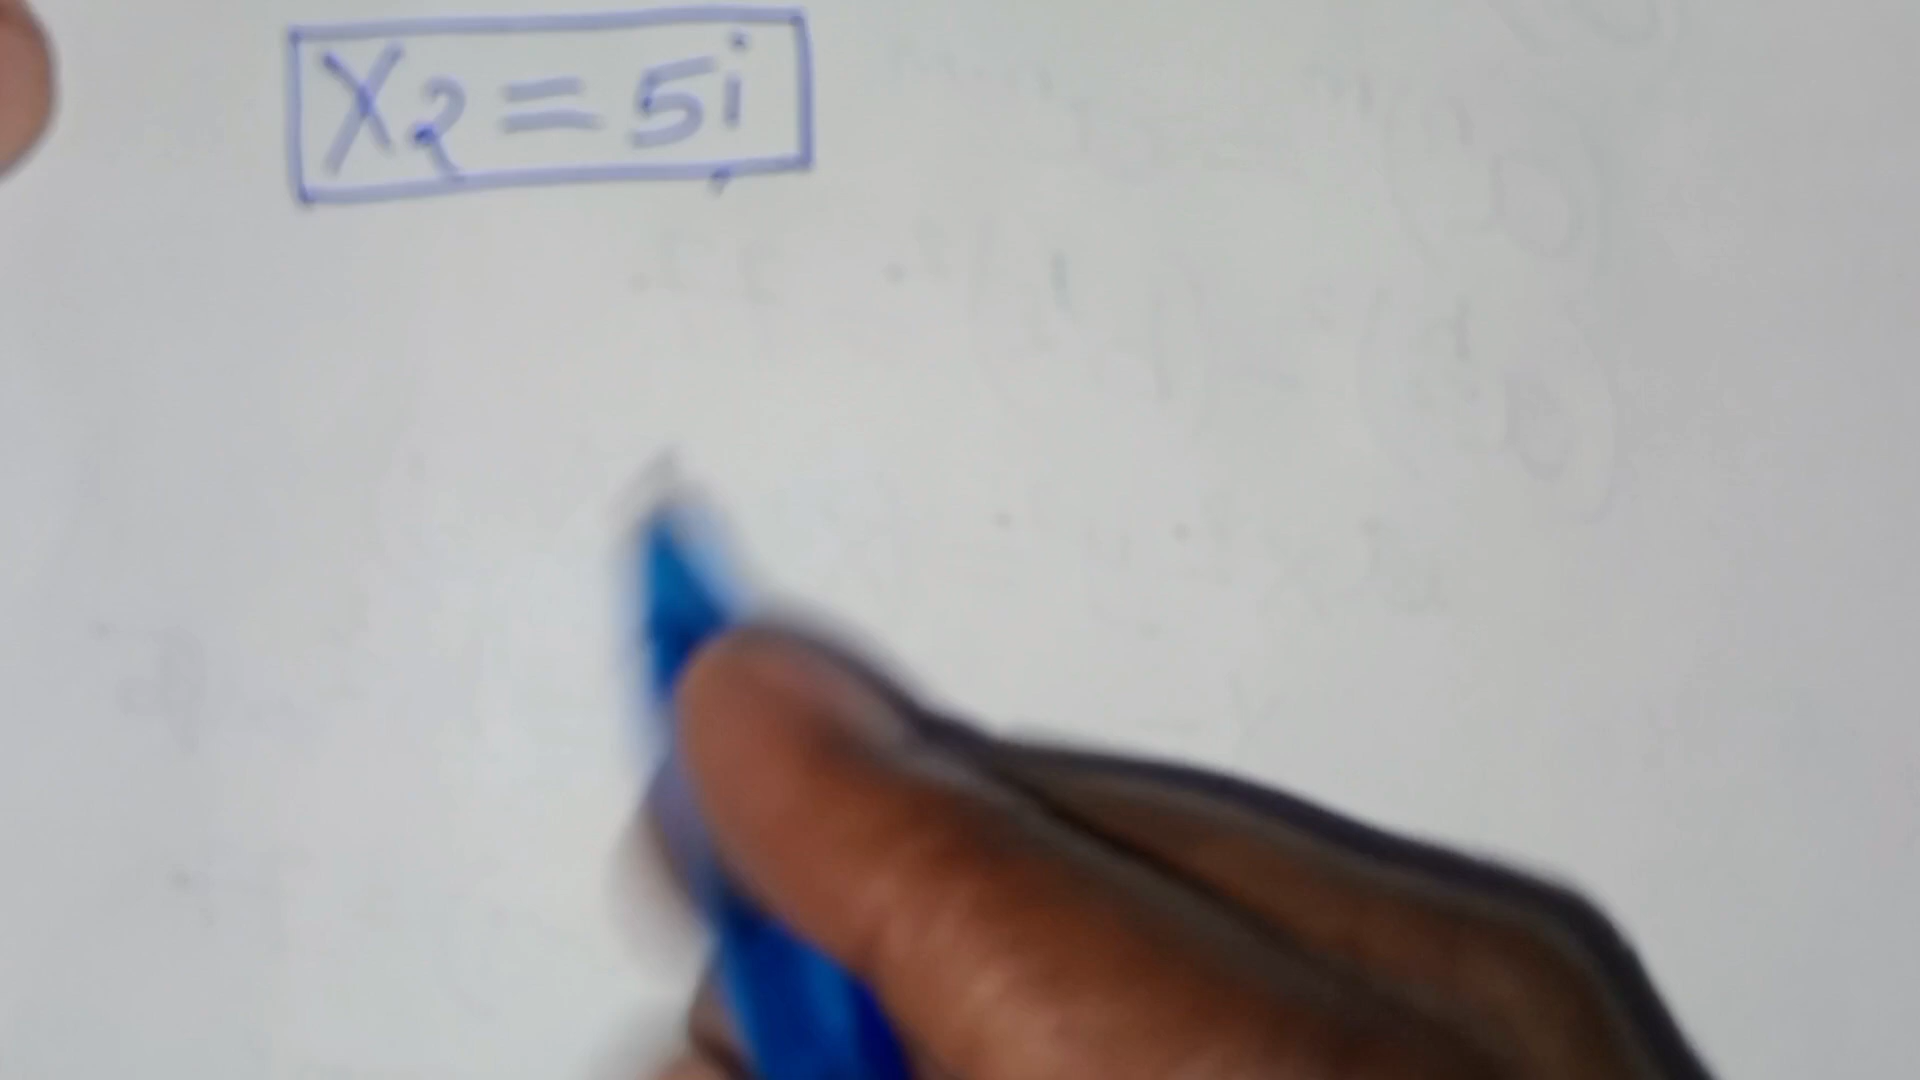 X₂ = 5i